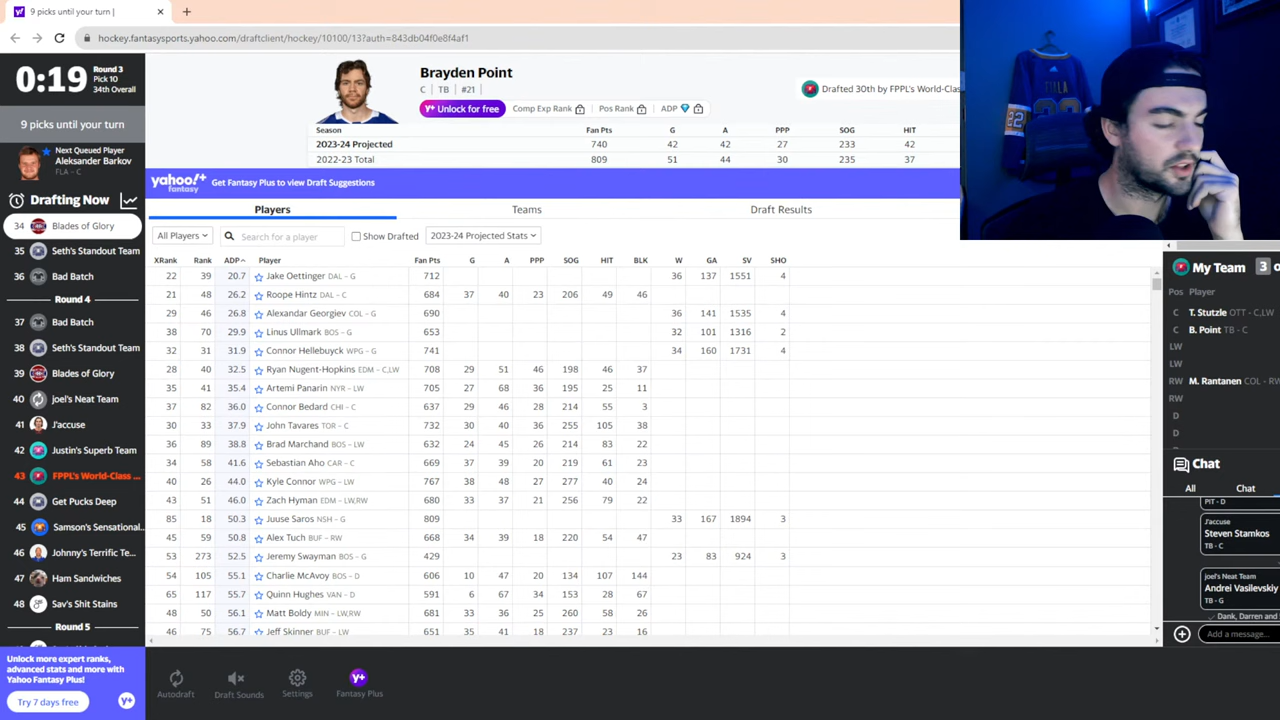 9 picks until your turn |
hockey.fantasysports.yahoo.com/draftclient/hockey/10100/13?auth=843db04f0e8f4af1
0:19
Round 3
Pick 10
34th Overall
9 picks until your turn
Next Queued Player
Aleksander Barkov
FLA – C
Drafting Now
34 Blades of Glory
35 Seth's Standout Team
36 Bad Batch
Round 4
37 Bad Batch
38 Seth's Standout Team
39 Blades of Glory
40 Joel's Neat Team
41 J'accuse
42 Justin's Superb Team
43 FPPL's World-Class ...
44 Get Pucks Deep
45 Samson's Sensational...
46 Johnny's Terrific Te...
47 Ham Sandwiches
48 Sav's Shit Stains
Round 5
Unlock more expert ranks,
advanced stats and more with
Yahoo Fantasy Plus!
Try 7 days free
y+
Brayden Point
C | TB | #21 |
y+ Unlock for free Comp Exp Rank Pos Rank ADP
Drafted 30th by FPPL's World-Clas
Season Fan Pts G A PPP SOG HIT
2023-24 Projected 740 42 42 27 233 42
2022-23 Total 809 51 44 30 235 37
yahoo!+ fantasy Get Fantasy Plus to view Draft Suggestions
Players Teams Draft Results
All Players Search for a player Show Drafted 2023-24 Projected Stats
XRank Rank ADP Player Fan Pts G A PPP SOG HIT BLK W GA SV SHO
22 39 20.7 Jake Oettinger DAL – G 712 36 137 1551 4
21 48 26.2 Roope Hintz DAL – C 684 37 40 23 206 49 46
29 46 26.8 Alexandar Georgiev COL – G 690 36 141 1535 4
38 70 29.9 Linus Ullmark BOS – G 653 32 101 1316 2
32 31 31.9 Connor Hellebuyck WPG – G 741 34 160 1731 4
28 40 32.5 Ryan Nugent-Hopkins EDM – C,LW 708 29 51 46 198 46 37
35 41 35.4 Artemi Panarin NYR – LW 705 27 68 36 195 25 11
37 82 36.0 Connor Bedard CHI – C 637 29 46 28 214 55 3
30 33 37.9 John Tavares TOR – C 732 30 40 36 255 105 38
36 89 38.8 Brad Marchand BOS – LW 632 24 45 26 214 83 22
34 58 41.6 Sebastian Aho CAR – C 669 37 39 20 219 61 23
40 26 44.0 Kyle Connor WPG – LW 767 38 48 26 277 40 24
43 51 46.0 Zach Hyman EDM – LW,RW 680 33 37 21 256 79 22
85 18 50.3 Juuse Saros NSH – G 809 33 167 1894 3
45 59 50.8 Alex Tuch BUF – RW 668 34 39 18 220 54 47
53 273 52.5 Jeremy Swayman BOS – G 429 23 83 924 3
54 105 55.1 Charlie McAvoy BOS – D 606 10 47 20 134 107 144
65 117 55.7 Quinn Hughes VAN – D 591 6 67 34 153 28 67
48 50 56.1 Matt Boldy MIN – LW,RW 681 33 36 25 260 58 26
46 75 56.7 Jeff Skinner BUF – LW 651 35 41 18 237 23 16
Autodraft
Draft Sounds
Settings
Fantasy Plus
My Team 3 o
Pos Player
C T. Stutzle OTT - C,LW
C B. Point TB - C
LW
LW
RW M. Rantanen COL - RW
RW
D
D
Chat
All Chat
PIT - D
J'accuse
Steven Stamkos
TB - C
Joel's Neat Team
Andrei Vasilevskiy
TB - G
Dank, Darren and
Add a message...